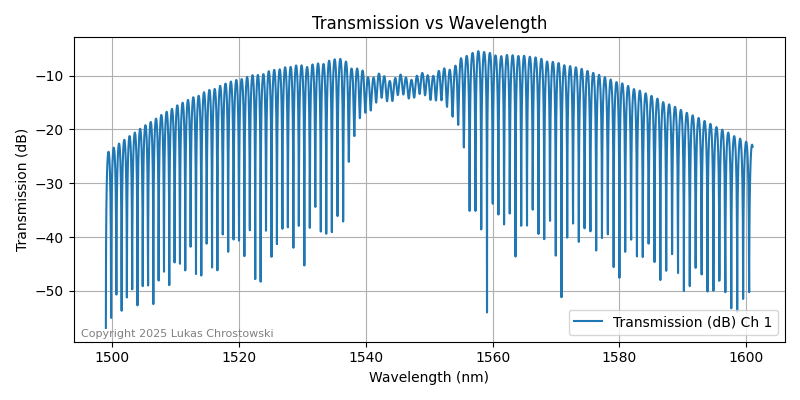 Transmission vs Wavelength
Transmission (dB)
−10
−20
−30
−40
−50
Transmission (dB) Ch 1
Copyright 2025 Lukas Chrostowski
1500
1520
1540
1560
1580
1600
Wavelength (nm)